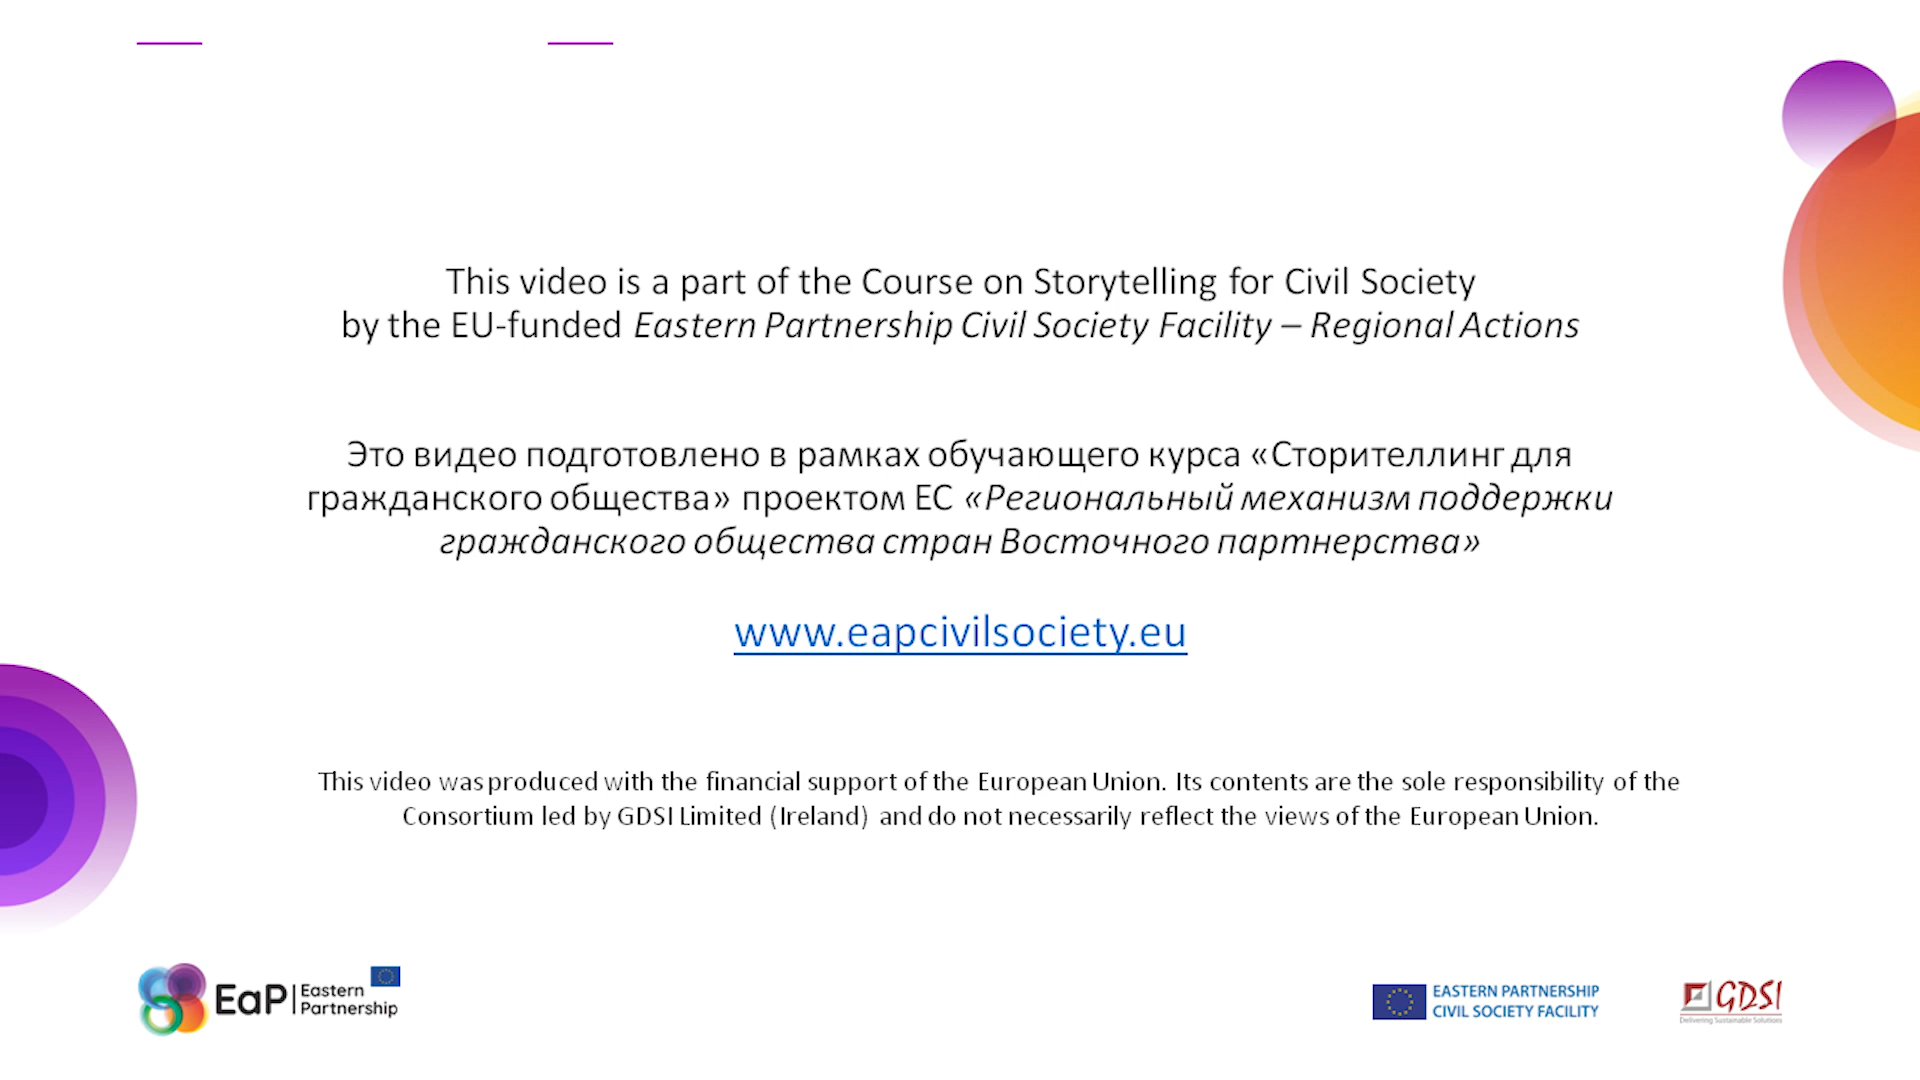 This video is a part of the Course on Storytelling for Civil Society
by the EU-funded Eastern Partnership Civil Society Facility – Regional Actions
Это видео подготовлено в рамках обучающего курса «Сторителлинг для
гражданского общества» проектом ЕС «Региональный механизм поддержки
гражданского общества стран Восточного партнерства»
www.eapcivilsociety.eu
This video was produced with the financial support of the European Union. Its contents are the sole responsibility of the
Consortium led by GDSI Limited (Ireland) and do not necessarily reflect the views of the European Union.
EaP
Eastern
Partnership
EASTERN PARTNERSHIP
CIVIL SOCIETY FACILITY
GDSI
Delivering Sustainable Solutions